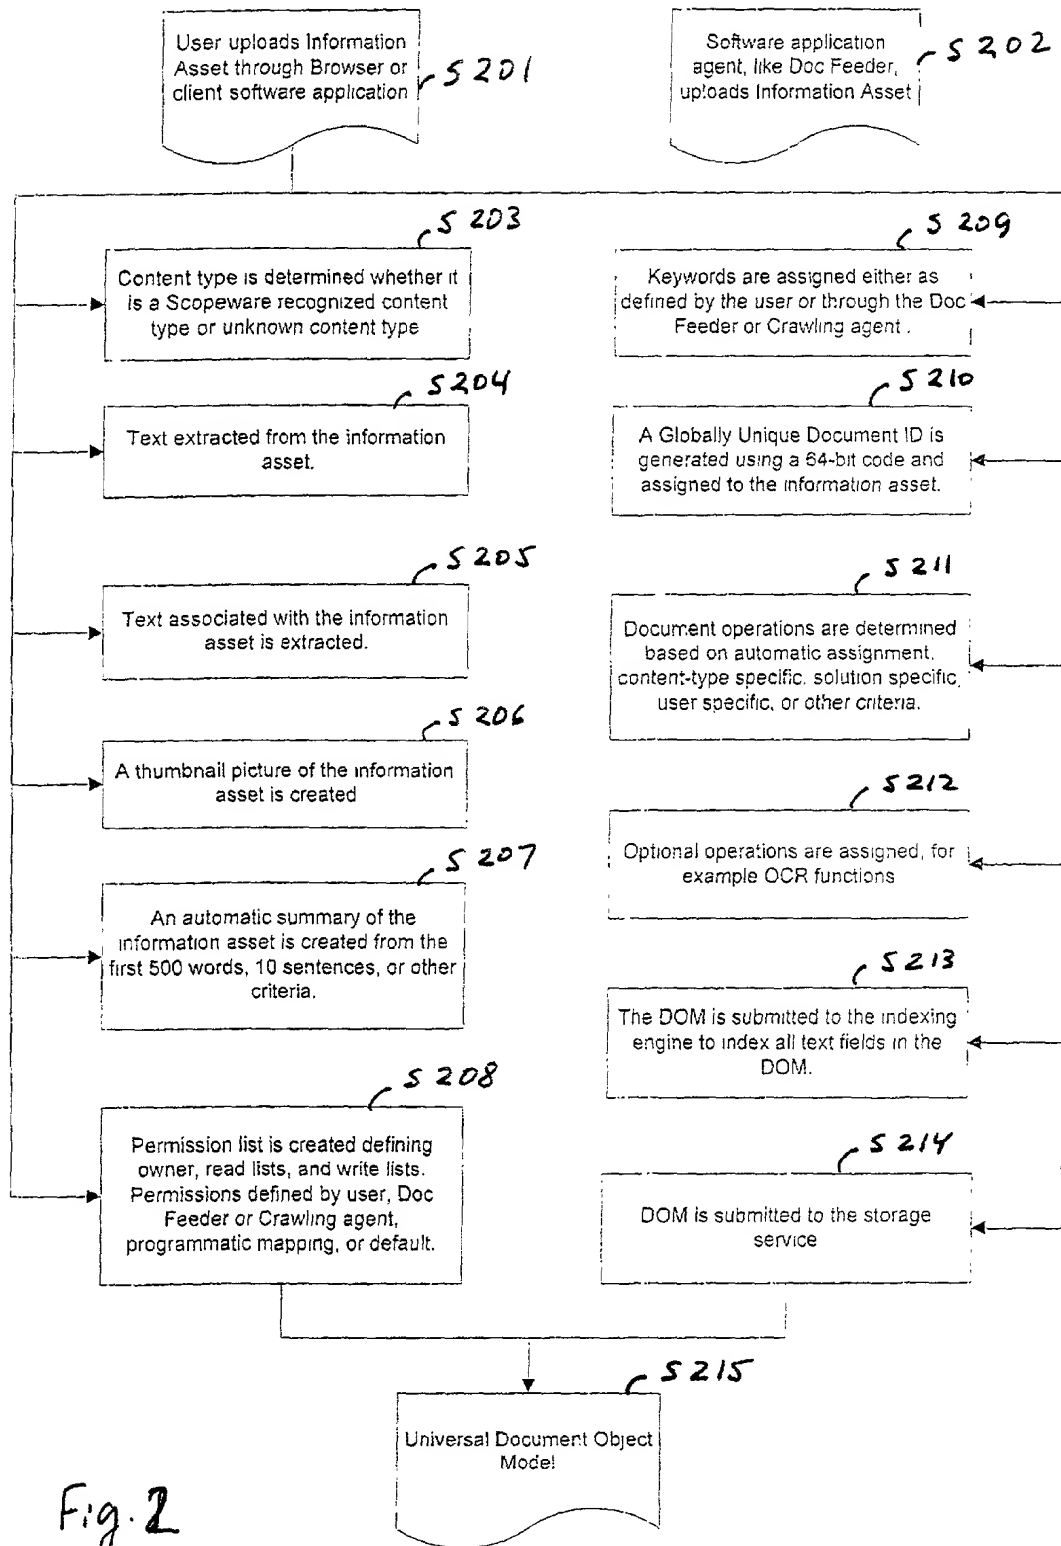 User uploads Information
Asset through Browser or
client software application
S201
Software application
agent, like Doc Feeder,
uploads Information Asset
S202
S203
Content type is determined whether it
is a Scopeware recognized content
type or unknown content type
S204
Text extracted from the information
asset.
S205
Text associated with the information
asset is extracted.
S206
A thumbnail picture of the information
asset is created
S207
An automatic summary of the
information asset is created from the
first 500 words, 10 sentences, or other
criteria.
S208
Permission list is created defining
owner, read lists, and write lists.
Permissions defined by user, Doc
Feeder or Crawling agent,
programmatic mapping, or default.
S209
Keywords are assigned either as
defined by the user or through the Doc
Feeder or Crawling agent .
S210
A Globally Unique Document ID is
generated using a 64-bit code and
assigned to the information asset.
S211
Document operations are determined
based on automatic assignment,
content-type specific, solution specific,
user specific, or other criteria.
S212
Optional operations are assigned, for
example OCR functions
S213
The DOM is submitted to the indexing
engine to index all text fields in the
DOM.
S214
DOM is submitted to the storage
service
S215
Universal Document Object
Model
Fig. 2